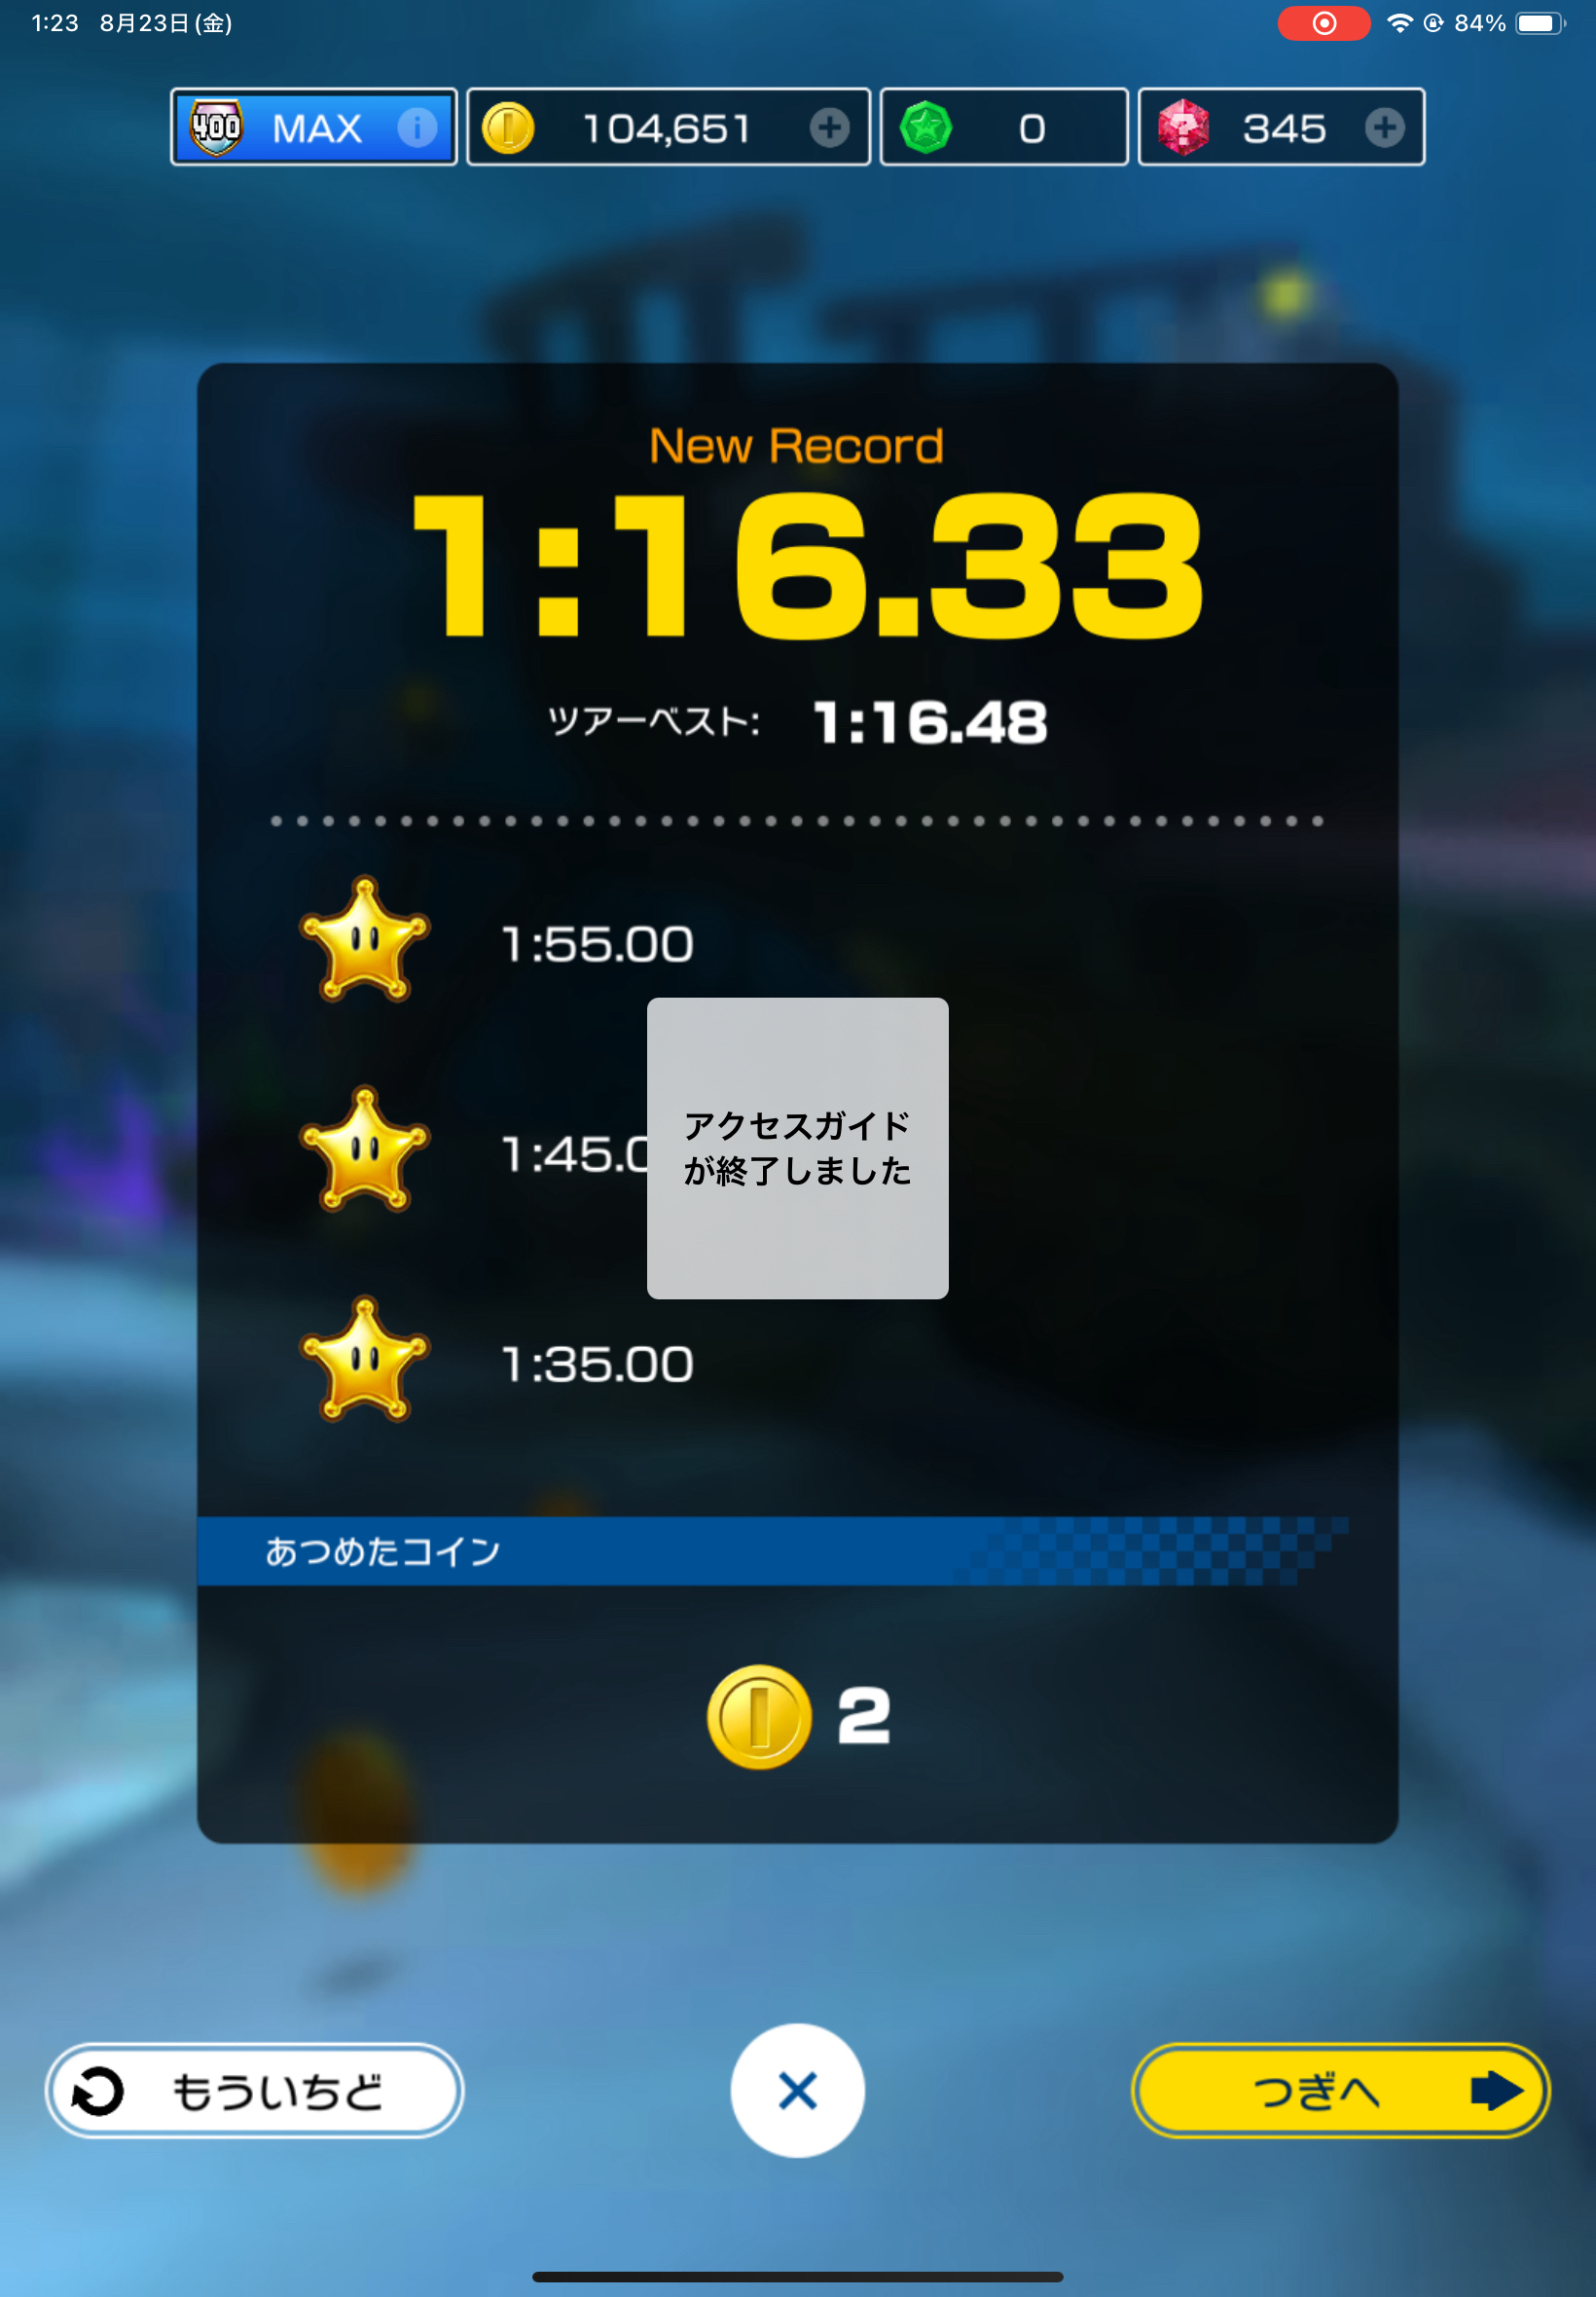 1:23 8月23日(金) 84%
400 MAX i 104,651 + 0 ? 345 +
New Record
1:16.33
ツアーベスト: 1:16.48
1:55.00
1:45.0
アクセスガイド
が終了しました
1:35.00
あつめたコイン
2
もういちど × つぎへ